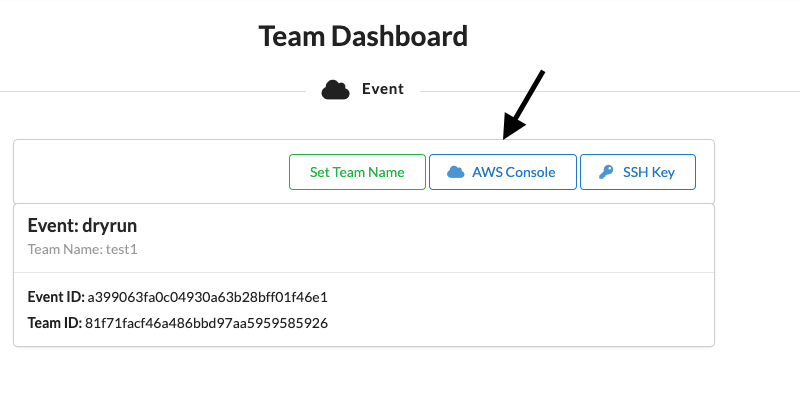 Team Dashboard
Event
Set Team Name AWS Console SSH Key
Event: dryrun
Team Name: test1
Event ID: a399063fa0c04930a63b28bff01f46e1
Team ID: 81f71facf46a486bbd97aa5959585926